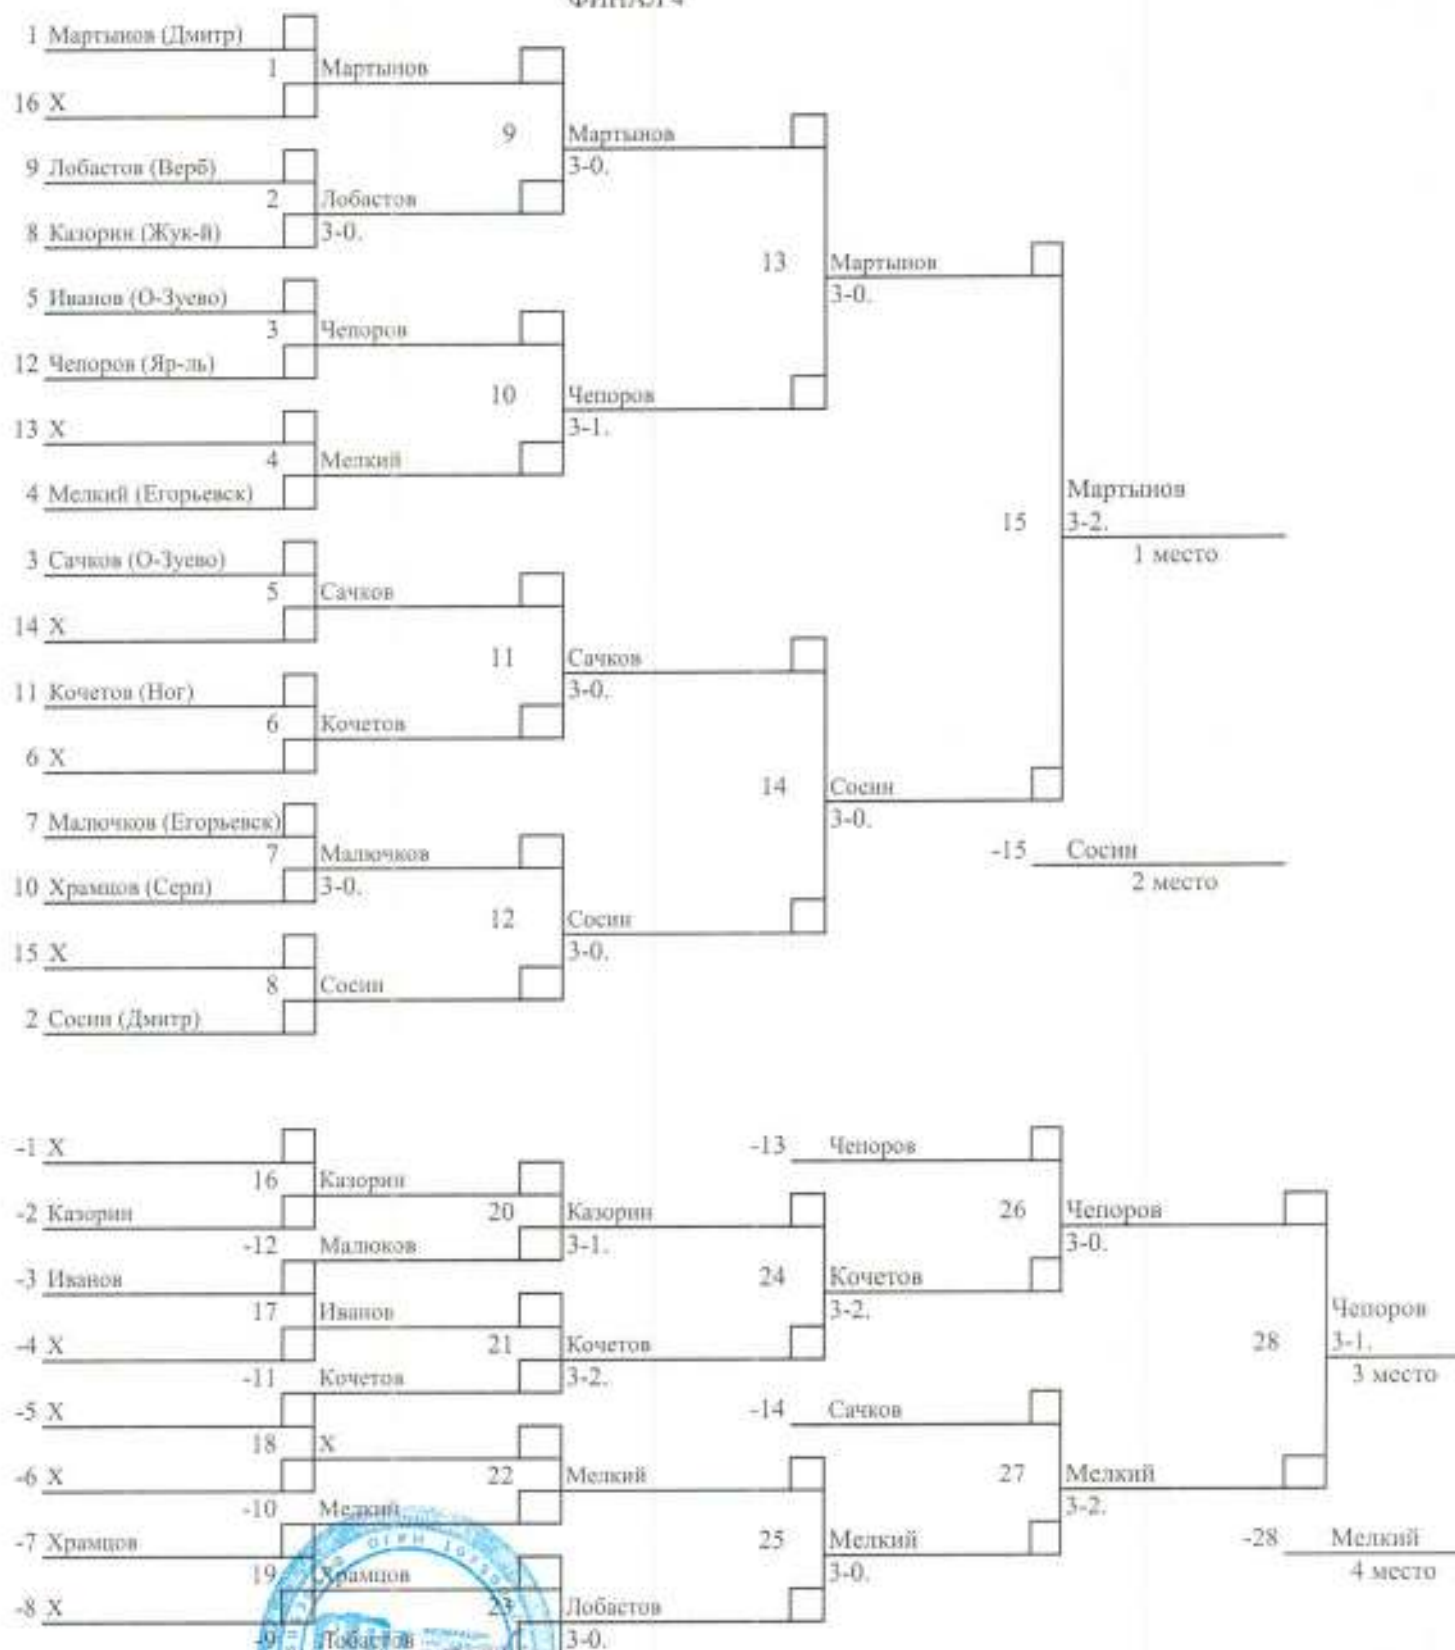 1 Мартынов (Дмитр)
1 Мартынов
16 X
9 Мартынов
3-0.
9 Лобастов (Верб)
2 Лобастов
3-0.
8 Казорин (Жук-й)
13 Мартынов
3-0.
5 Иванов (О-Зуево)
3 Чепоров
12 Чепоров (Яр-ль)
10 Чепоров
3-1.
13 X
4 Мелкий
4 Мелкий (Егорьевск)
15 Мартынов
3-2.
1 место
3 Сачков (О-Зуево)
5 Сачков
14 X
11 Сачков
3-0.
11 Кочетов (Ног)
6 Кочетов
6 X
14 Сосин
3-0.
7 Малючков (Егорьевск)
7 Малючков
3-0.
-15 Сосин
2 место
10 Храмцов (Серп)
12 Сосин
3-0.
15 X
8 Сосин
2 Сосин (Дмитр)
-1 X
-13 Чепоров
16 Казорин
-2 Казорин
20 Казорин
3-1.
26 Чепоров
3-0.
-12 Малюков
-3 Иванов
24 Кочетов
3-2.
17 Иванов
28 Чепоров
3-1.
3 место
-4 X
21 Кочетов
3-2.
-11 Кочетов
-5 X
-14 Сачков
18 X
-6 X
22 Мелкий
27 Мелкий
3-2.
-10 Мелкий
-7 Храмцов
25 Мелкий
3-0.
-28 Мелкий
4 место
19 Храмцов
-8 X
23 Лобастов
3-0.
-9 Лобастов
ОГРН